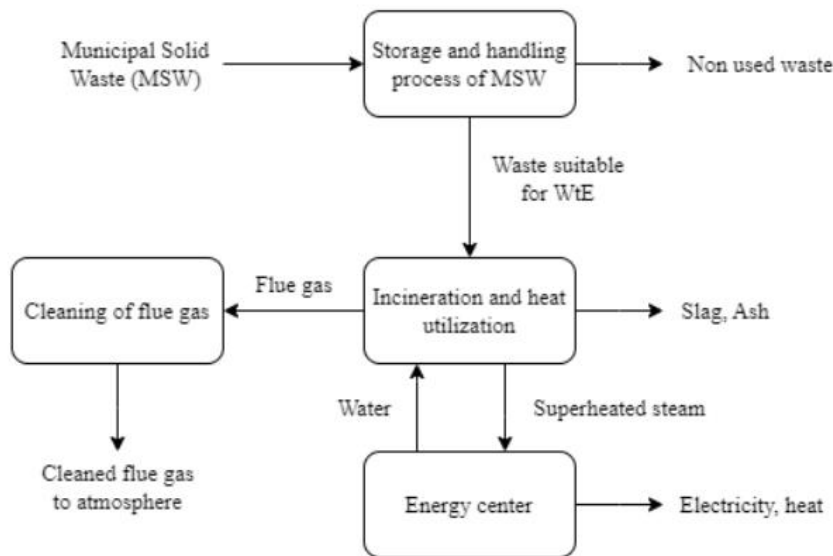 Municipal Solid
Waste (MSW)
Storage and handling
process of MSW
Non used waste
Waste suitable
for WtE
Flue gas
Cleaning of flue gas
Incineration and heat
utilization
Slag, Ash
Water
Superheated steam
Cleaned flue gas
to atmosphere
Energy center
Electricity, heat